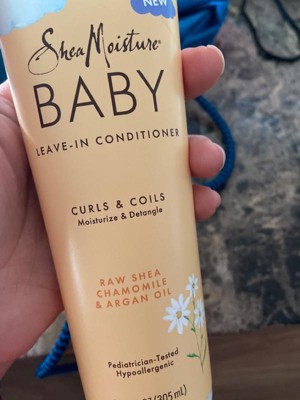 NEW
SheaMoisture®
BABY
LEAVE-IN CONDITIONER
CURLS & COILS
Moisturize & Detangle
RAW SHEA
CHAMOMILE
& ARGAN OIL
Pediatrician-Tested
Hypoallergenic
(305 mL)